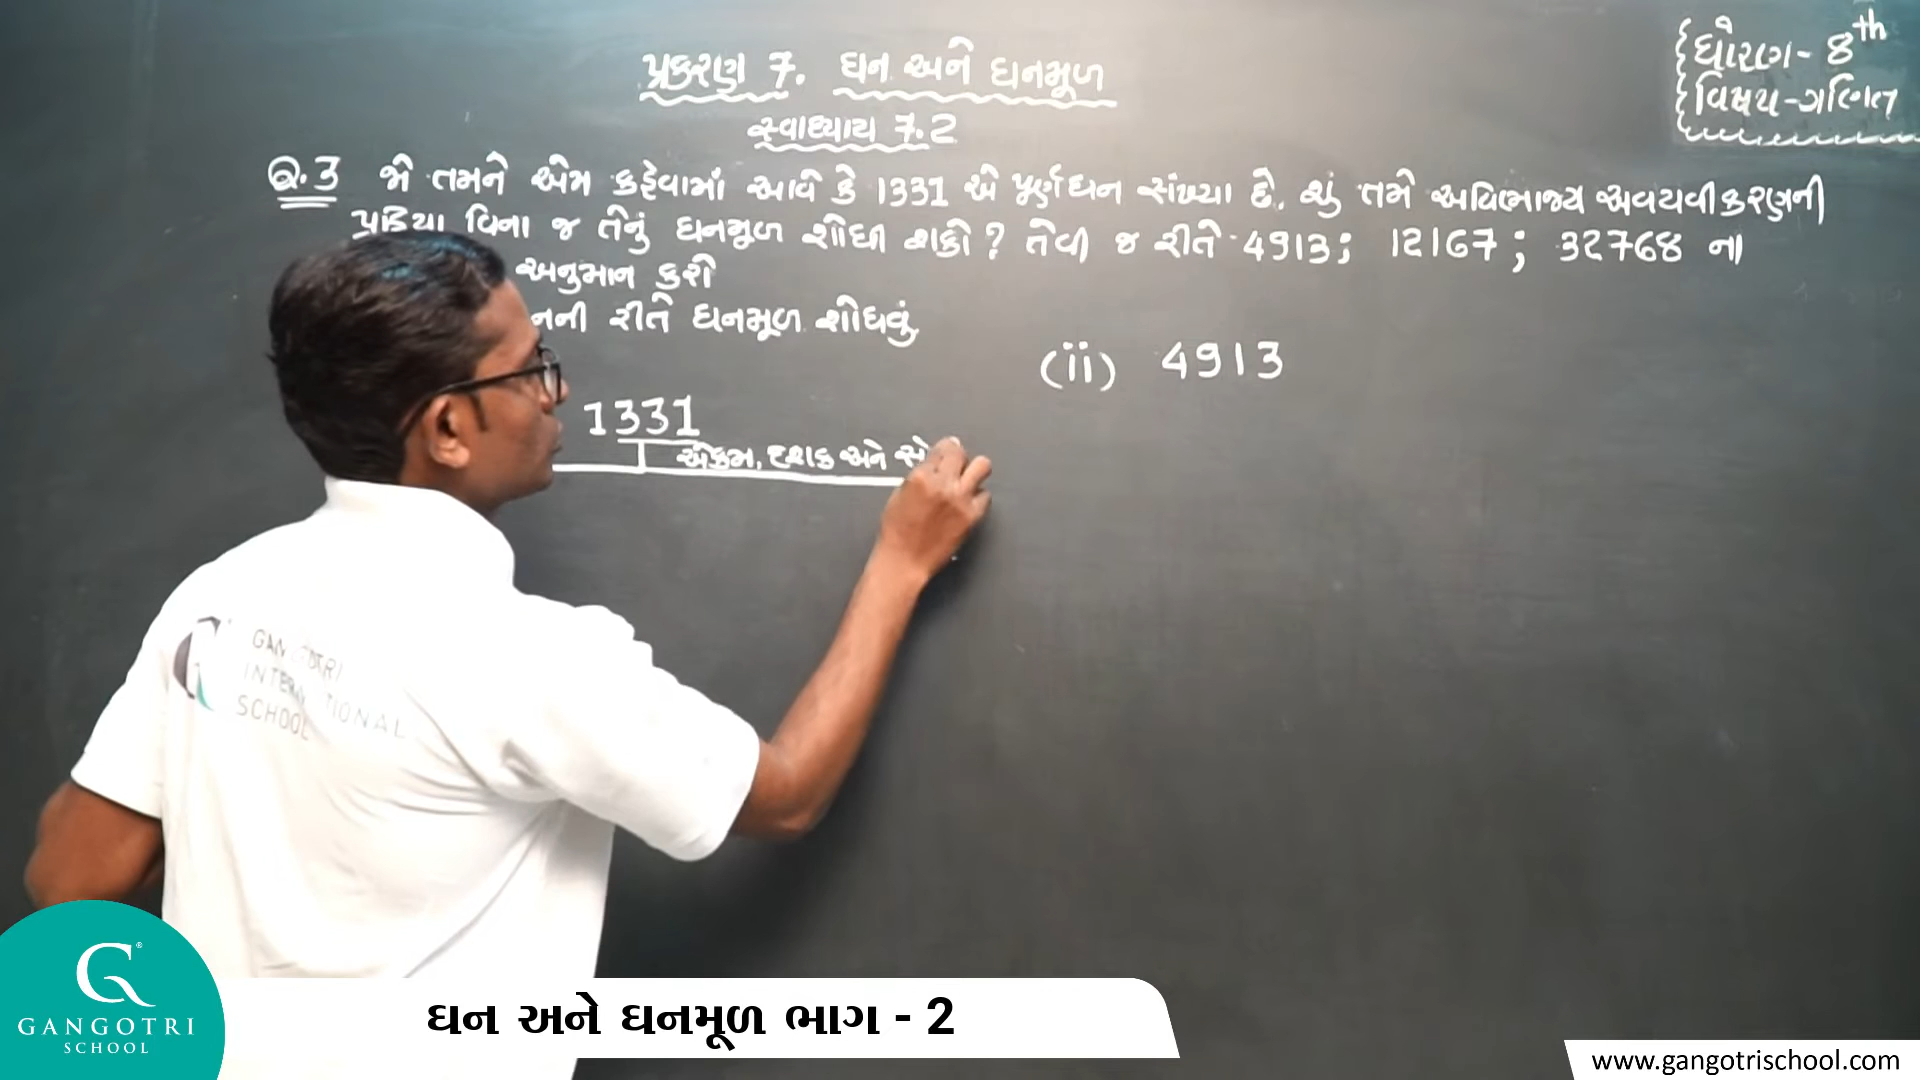 પ્રકરણ 7. ઘન અને ઘનમૂળ
ધોરણ - 8th
વિષય - ગણિત
સ્વાધ્યાય 7.2
Q.3 જો તમને એમ કહેવામાં આવે કે 1331 એ પૂર્ણઘન સંખ્યા છે. શું તમે અવિભાજ્ય અવયવીકરણની
પ્રક્રિયા વિના જ તેનું ઘનમૂળ શોધી શકો? તેવી જ રીતે 4913; 12167; 32768 ના
અનુમાન કરો
રીતે ઘનમૂળ શોધવું
(ii) 4913
1331
એકમ, દશક અને
GANGOTRI
INTERNATIONAL
SCHOOL
G®
GANGOTRI
SCHOOL
ઘન અને ઘનમૂળ ભાગ - 2
www.gangotrischool.com